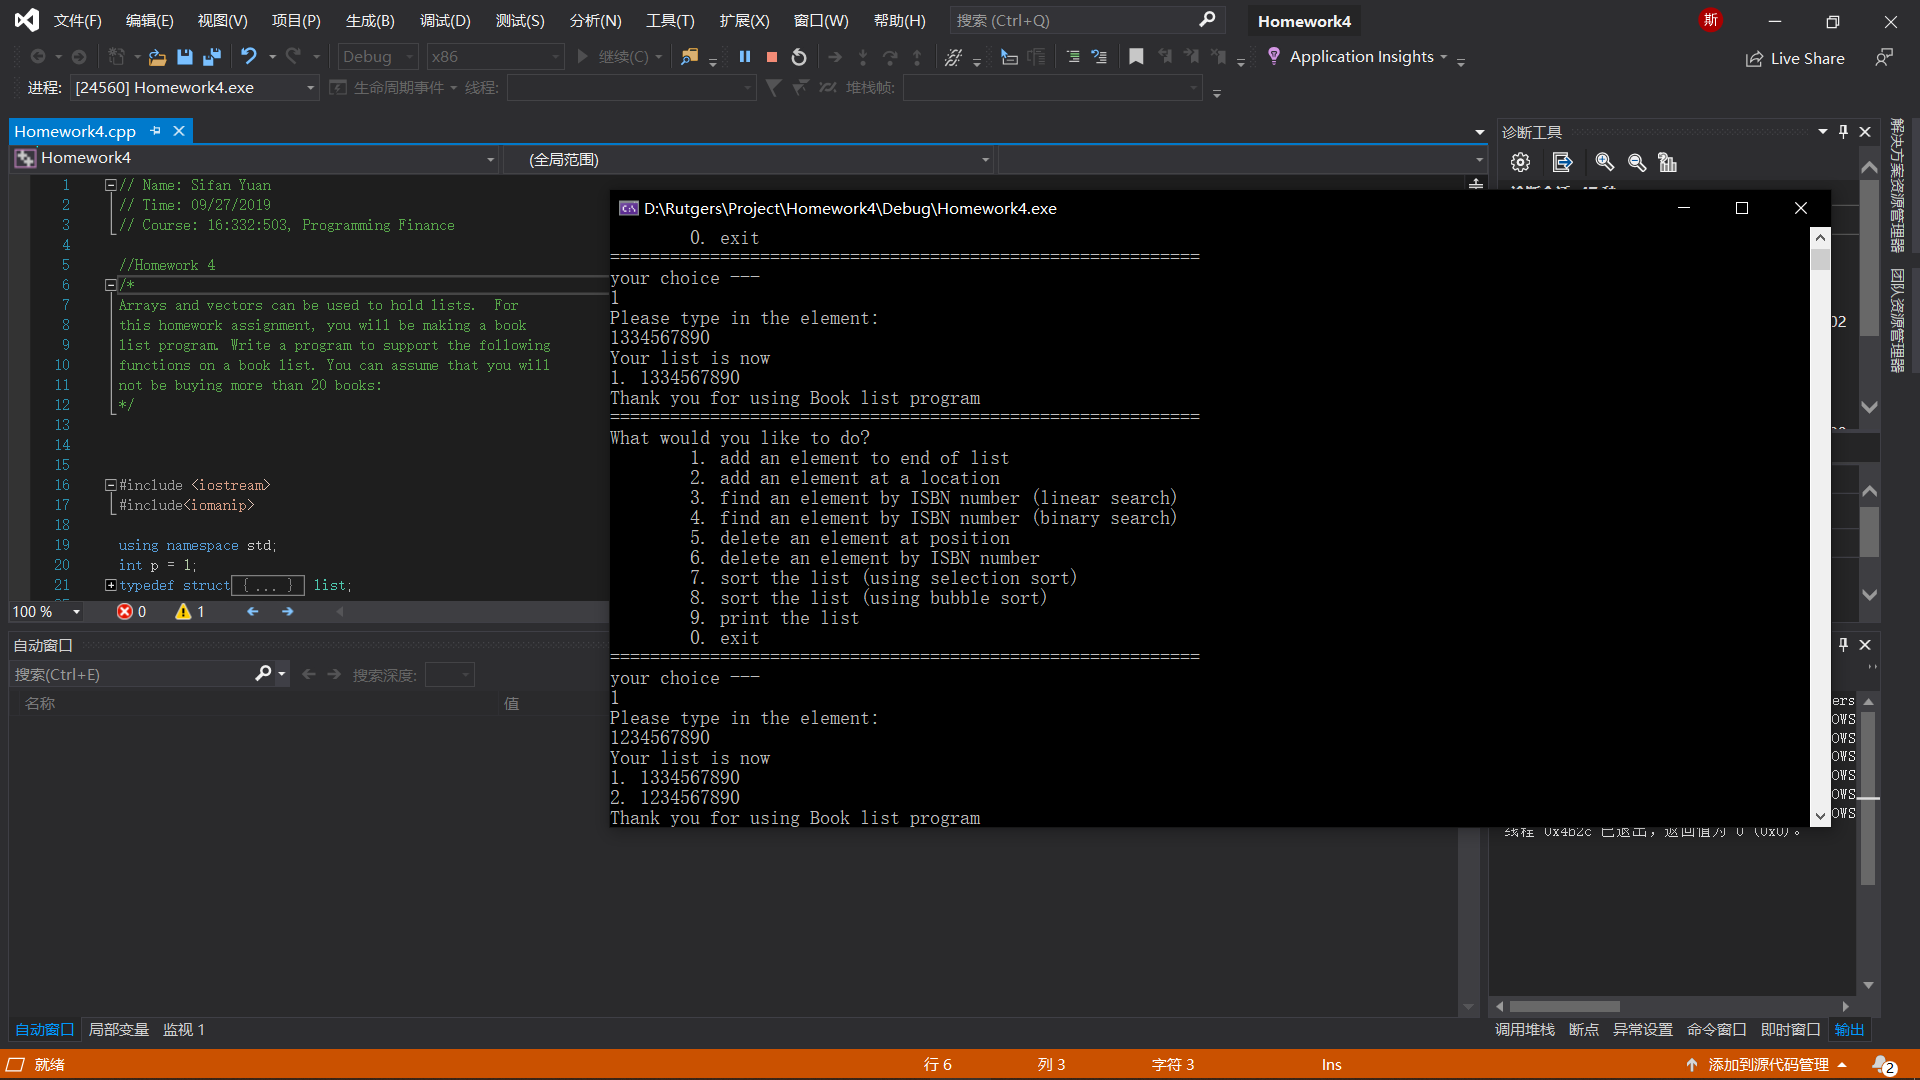 文件(F) 编辑(E) 视图(V) 项目(P) 生成(B) 调试(D) 测试(S) 分析(N) 工具(T) 扩展(X) 窗口(W) 帮助(H) 搜索 (Ctrl+Q) Homework4 斯
Debug x86 继续(C) Application Insights Live Share
进程: [24560] Homework4.exe 生命周期事件 线程: 堆栈帧:
Homework4.cpp
Homework4 (全局范围)
1 // Name: Sifan Yuan
2 // Time: 09/27/2019
3 // Course: 16:332:503, Programming Finance
4
5 //Homework 4
6 /*
7 Arrays and vectors can be used to hold lists.  For
8 this homework assignment, you will be making a book
9 list program. Write a program to support the following
10 functions on a book list. You can assume that you will
11 not be buying more than 20 books:
12 */
13
14
15
16 #include <iostream>
17 #include<iomanip>
18
19 using namespace std;
20 int p = 1;
21 typedef struct { ... } list;
100 % 0 1
自动窗口
搜索(Ctrl+E) 搜索深度:
名称 值
自动窗口 局部变量 监视 1
D:\Rutgers\Project\Homework4\Debug\Homework4.exe
0. exit
===========================================================
your choice ---
1
Please type in the element:
1334567890
Your list is now
1. 1334567890
Thank you for using Book list program
===========================================================
What would you like to do?
1. add an element to end of list
2. add an element at a location
3. find an element by ISBN number (linear search)
4. find an element by ISBN number (binary search)
5. delete an element at position
6. delete an element by ISBN number
7. sort the list (using selection sort)
8. sort the list (using bubble sort)
9. print the list
0. exit
===========================================================
your choice ---
1
Please type in the element:
1234567890
Your list is now
1. 1334567890
2. 1234567890
Thank you for using Book list program
诊断工具
解决方案资源管理器
团队资源管理器
ers
OWS
OWS
OWS
OWS
OWS
OWS
线程 0x4b2c 已退出，返回值为 0 (0x0)。
调用堆栈 断点 异常设置 命令窗口 即时窗口 输出
就绪 行 6 列 3 字符 3 Ins 添加到源代码管理 2